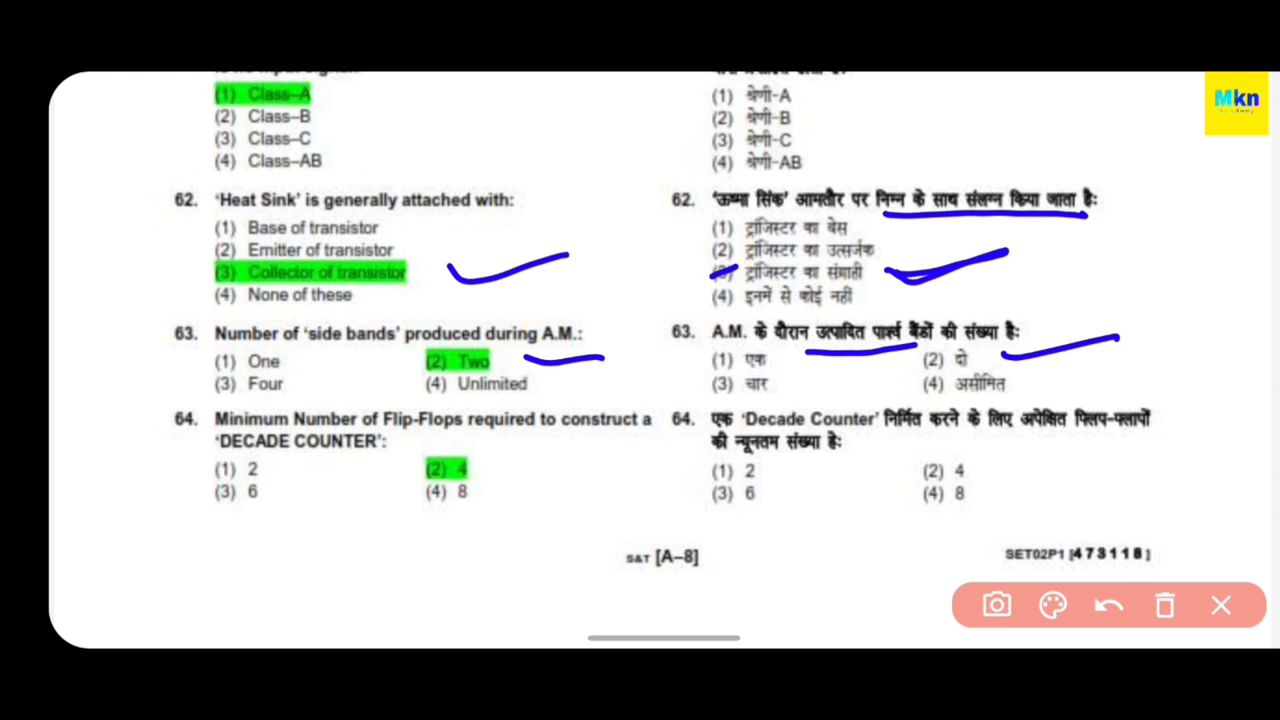 (1) Class–A
(2) Class–B
(3) Class–C
(4) Class–AB
62. ‘Heat Sink’ is generally attached with:
(1) Base of transistor
(2) Emitter of transistor
(3) Collector of transistor
(4) None of these
63. Number of ‘side bands’ produced during A.M.:
(1) One (2) Two
(3) Four (4) Unlimited
64. Minimum Number of Flip-Flops required to construct a
‘DECADE COUNTER’:
(1) 2 (2) 4
(3) 6 (4) 8
(1) श्रेणी-A
(2) श्रेणी-B
(3) श्रेणी-C
(4) श्रेणी-AB
62. ‘ऊष्मा सिंक’ आमतौर पर निम्न के साथ संलग्न किया जाता है:
(1) ट्रांजिस्टर का बेस
(2) ट्रांजिस्टर का उत्सर्जक
(3) ट्रांजिस्टर का संग्राही
(4) इनमें से कोई नहीं
63. A.M. के दौरान उत्पादित पार्श्व बैंडों की संख्या है:
(1) एक (2) दो
(3) चार (4) असीमित
64. एक ‘Decade Counter’ निर्मित करने के लिए अपेक्षित फ्लिप-फ्लापों
की न्यूनतम संख्या है:
(1) 2 (2) 4
(3) 6 (4) 8
S&T [A–8]
SET02P1 [473118]
Mkn